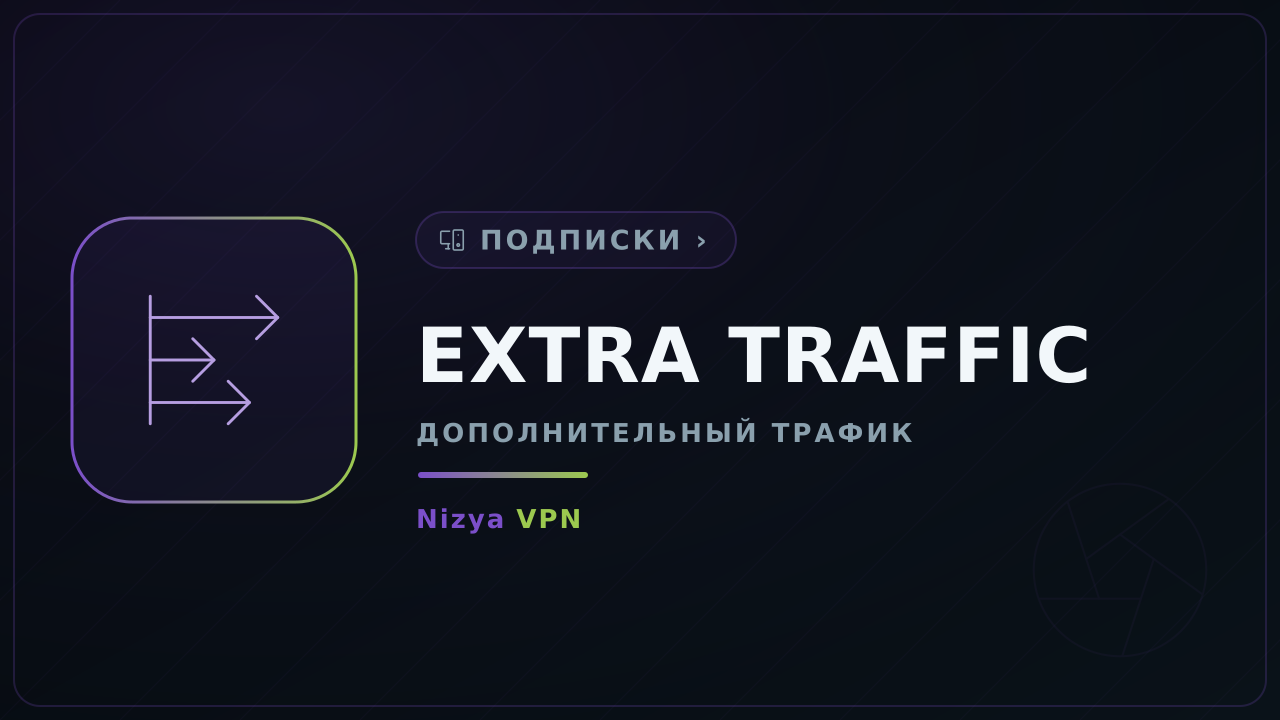 ПОДПИСКИ ›
EXTRA TRAFFIC
ДОПОЛНИТЕЛЬНЫЙ ТРАФИК
Nizya VPN